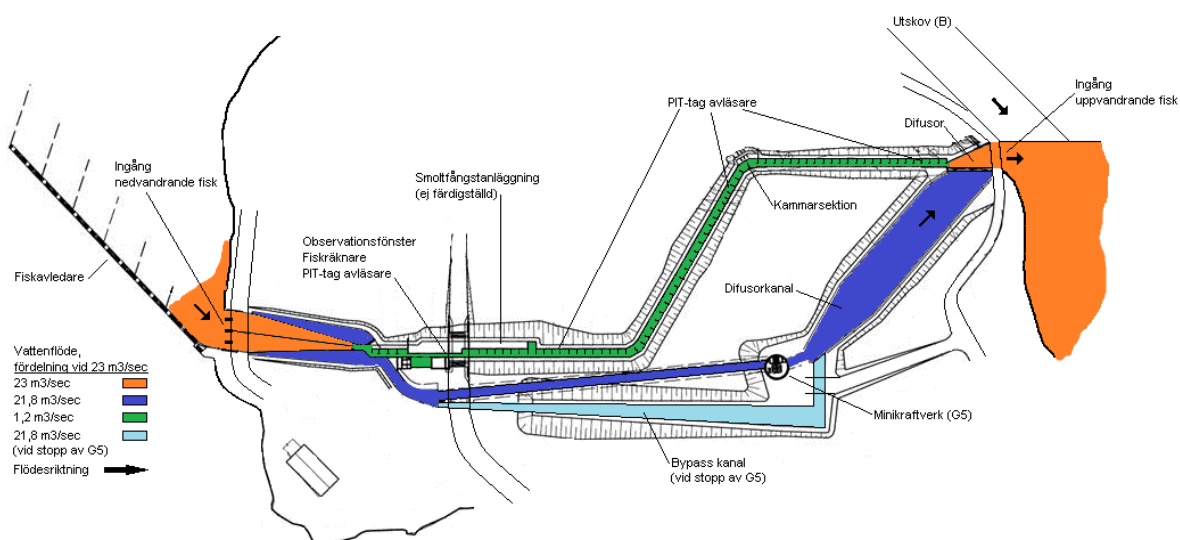 Utskov (B)
Ingång
uppvandrande fisk
PIT-tag avläsare
Difusor
Ingång
nedvandrande fisk
Smoltfångstanläggning
(ej färdigställd)
Kammarsektion
Observationsfönster
Fiskräknare
PIT-tag avläsare
Fiskavledare
Difusorkanal
Vattenflöde,
fördelning vid 23 m3/sec
23 m3/sec
21,8 m3/sec
1,2 m3/sec
21,8 m3/sec
(vid stopp av G5)
Flödesriktning
Minikraftverk (G5)
Bypass kanal
(vid stopp av G5)